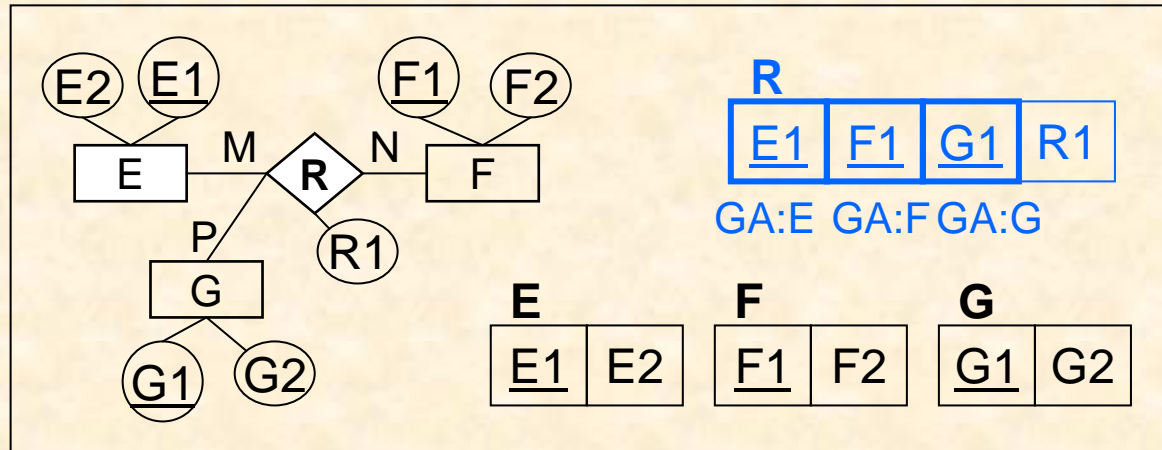 E2 E1 F1 F2
E M R N F
P
R1
G
G1 G2
R
E1 F1 G1 R1
GA:E GA:F GA:G
E F G
E1 E2 F1 F2 G1 G2